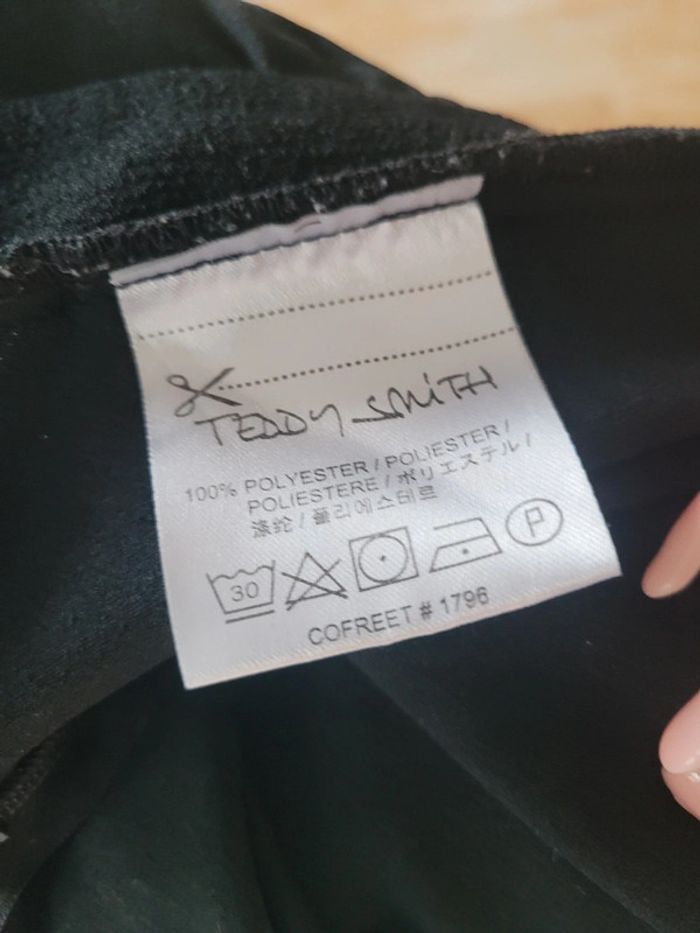 TEDDY SMITH
100% POLYESTER / POLIESTER /
POLIESTERE / ポリエステル /
涤纶 / 폴리에스테르
30
P
COFREET # 1796